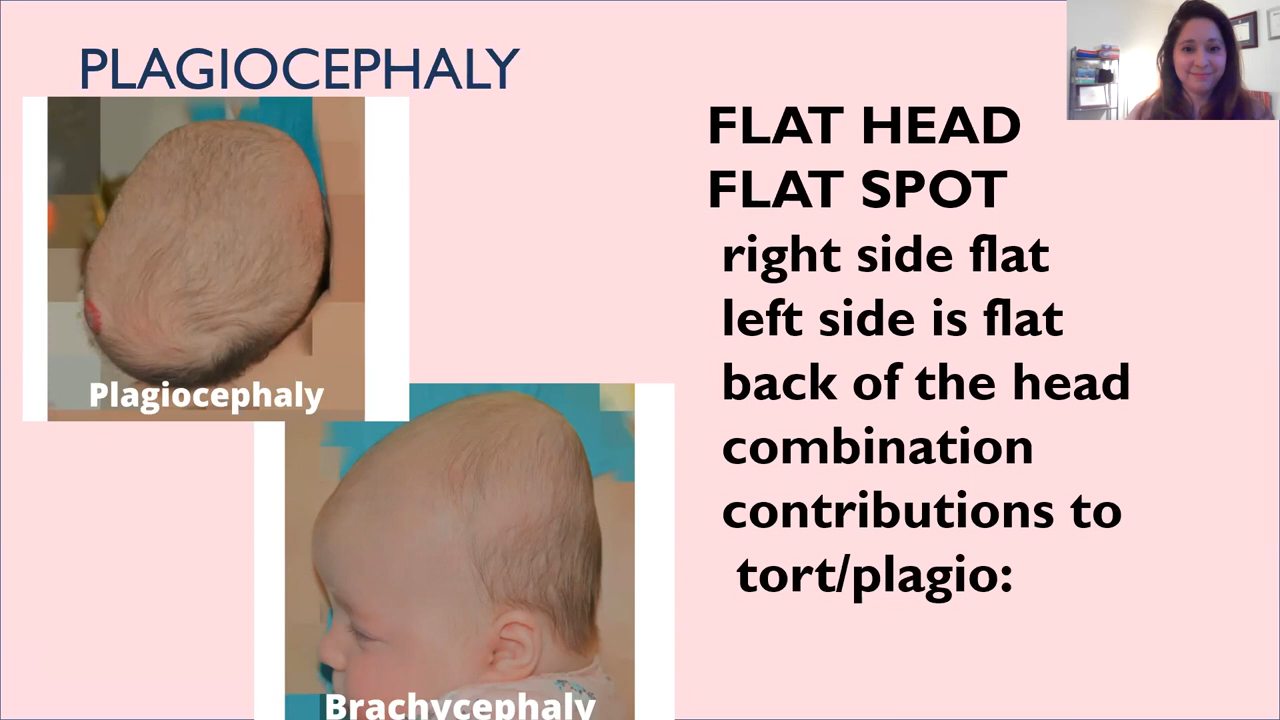 PLAGIOCEPHALY
Plagiocephaly
Brachycephaly
FLAT HEAD
FLAT SPOT
right side flat
left side is flat
back of the head
combination
contributions to
tort/plagio: